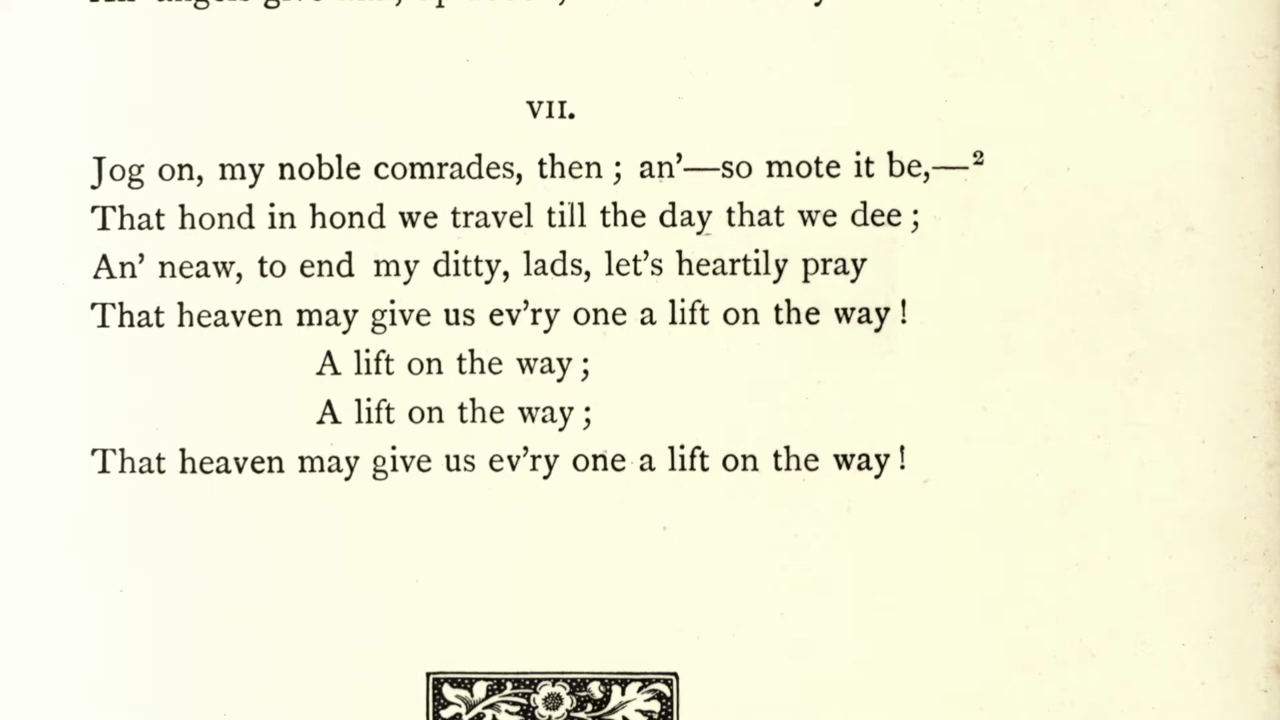 VII.
Jog on, my noble comrades, then ; an'—so mote it be,—²
That hond in hond we travel till the day that we dee ;
An' neaw, to end my ditty, lads, let's heartily pray
That heaven may give us ev'ry one a lift on the way !
A lift on the way ;
A lift on the way ;
That heaven may give us ev'ry one a lift on the way !